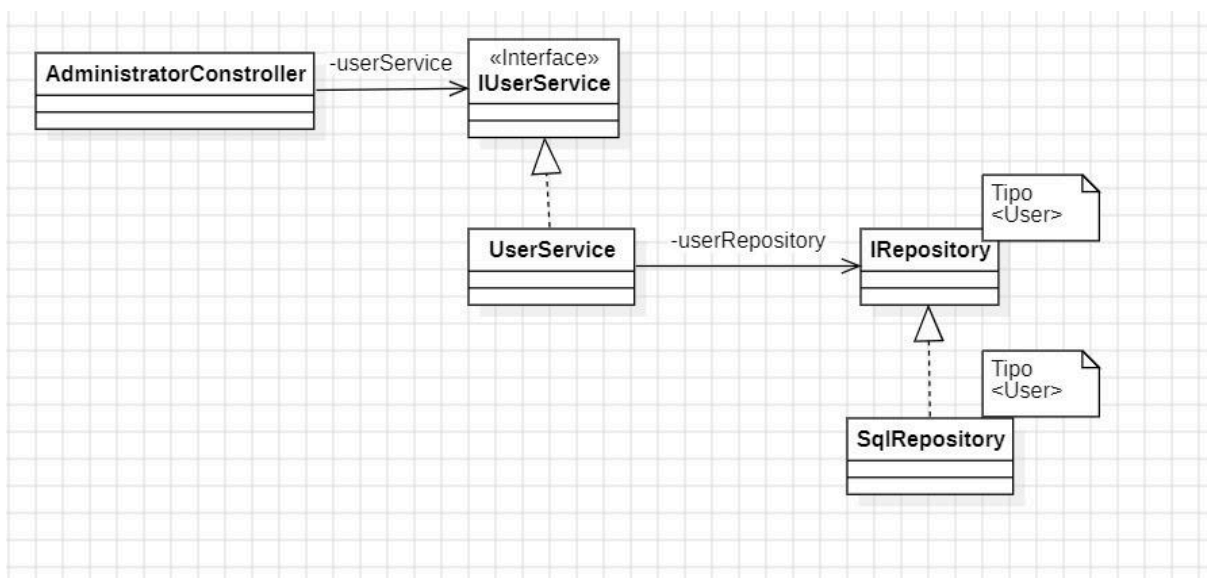 AdministratorConstroller
-userService
«Interface»
IUserService
UserService
-userRepository
IRepository
Tipo
<User>
SqlRepository
Tipo
<User>